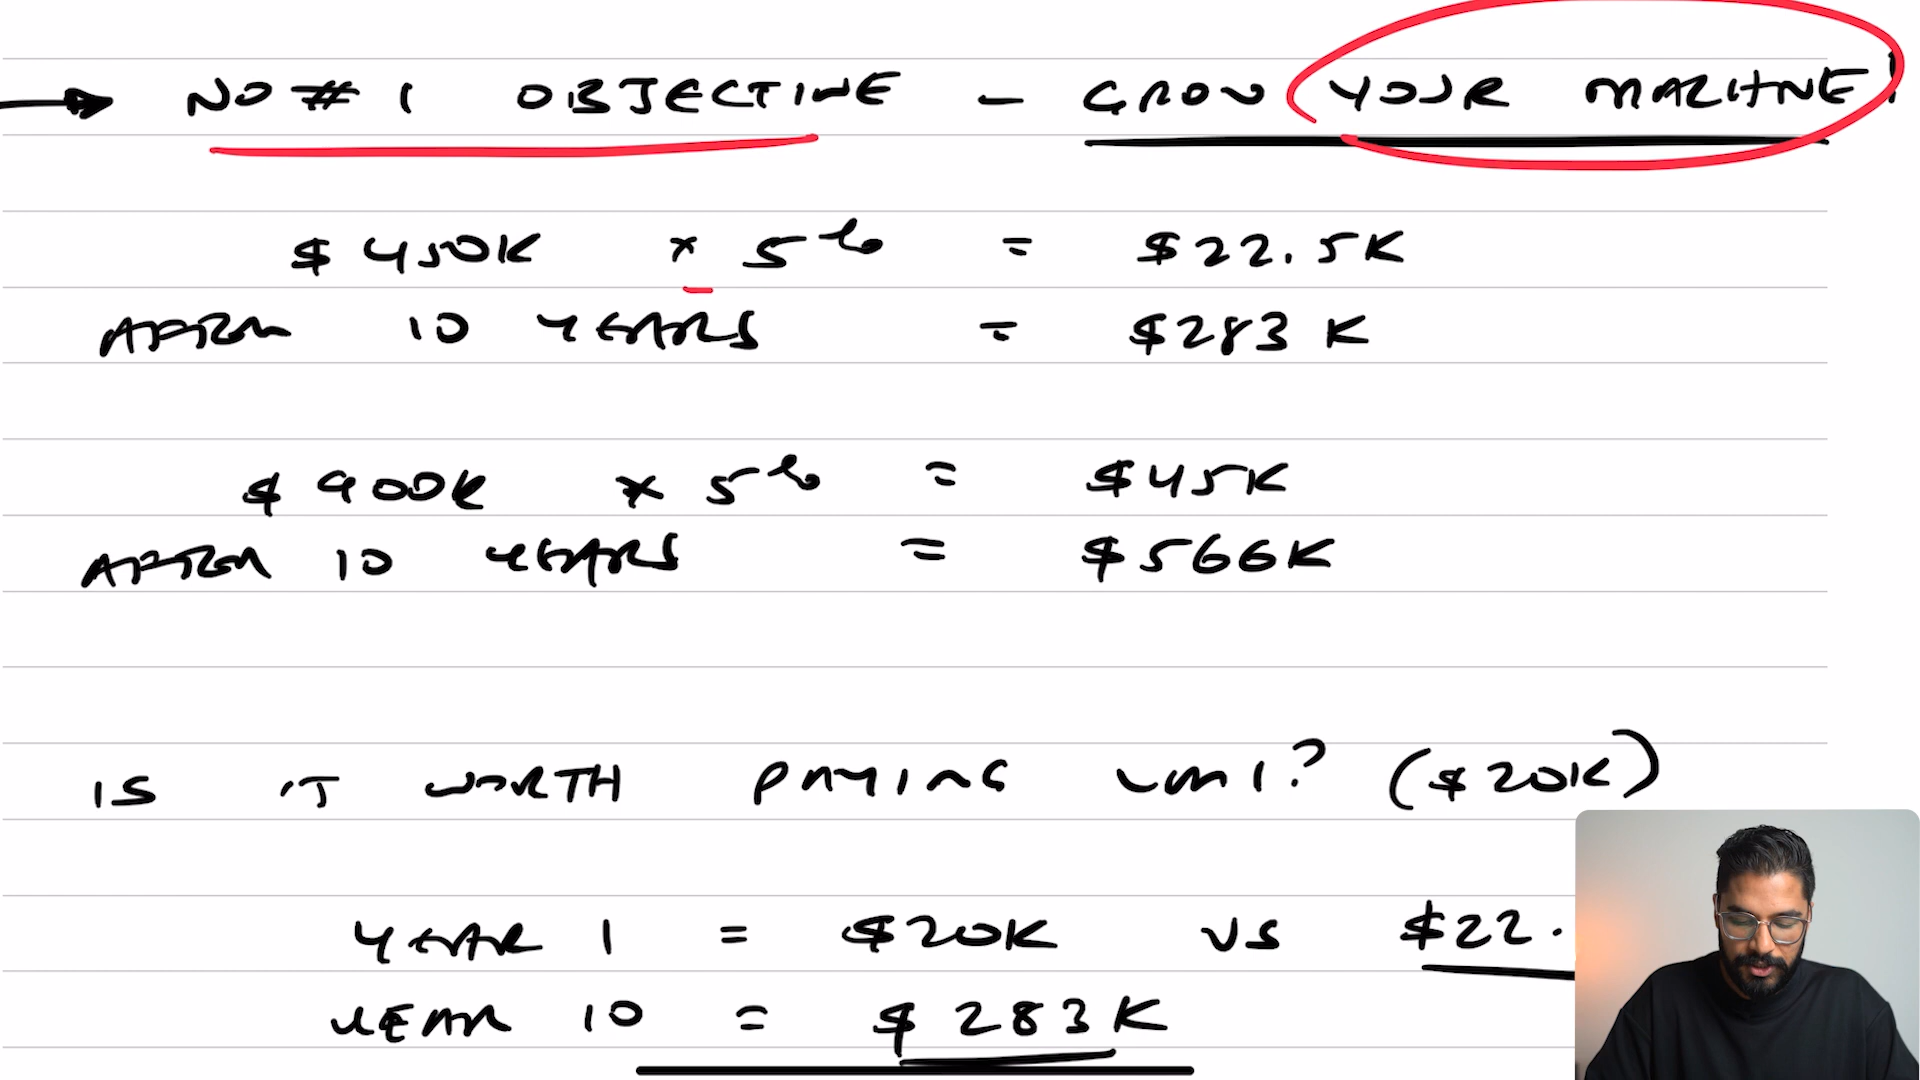 NO # 1 OBJECTIVE - GROW YOUR MACHINE!
$450K × 5% = $22.5K
AFTER 10 YEARS = $283K
$900K × 5% = $45K
AFTER 10 YEARS = $566K
IS IT WORTH PAYING LMI? ($20K)
YEAR 1 = $20K VS $22.
YEAR 10 = $283K